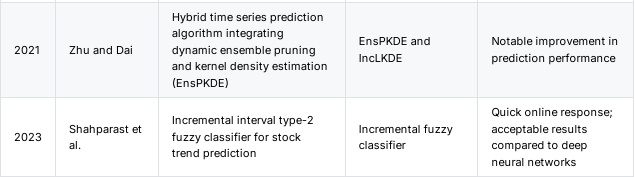 2021
Zhu and Dai
Hybrid time series prediction
algorithm integrating
dynamic ensemble pruning
and kernel density estimation
(EnsPKDE)
EnsPKDE and
IncLKDE
Notable improvement in
prediction performance
2023
Shahparast et
al.
Incremental interval type-2
fuzzy classifier for stock
trend prediction
Incremental fuzzy
classifier
Quick online response;
acceptable results
compared to deep
neural networks